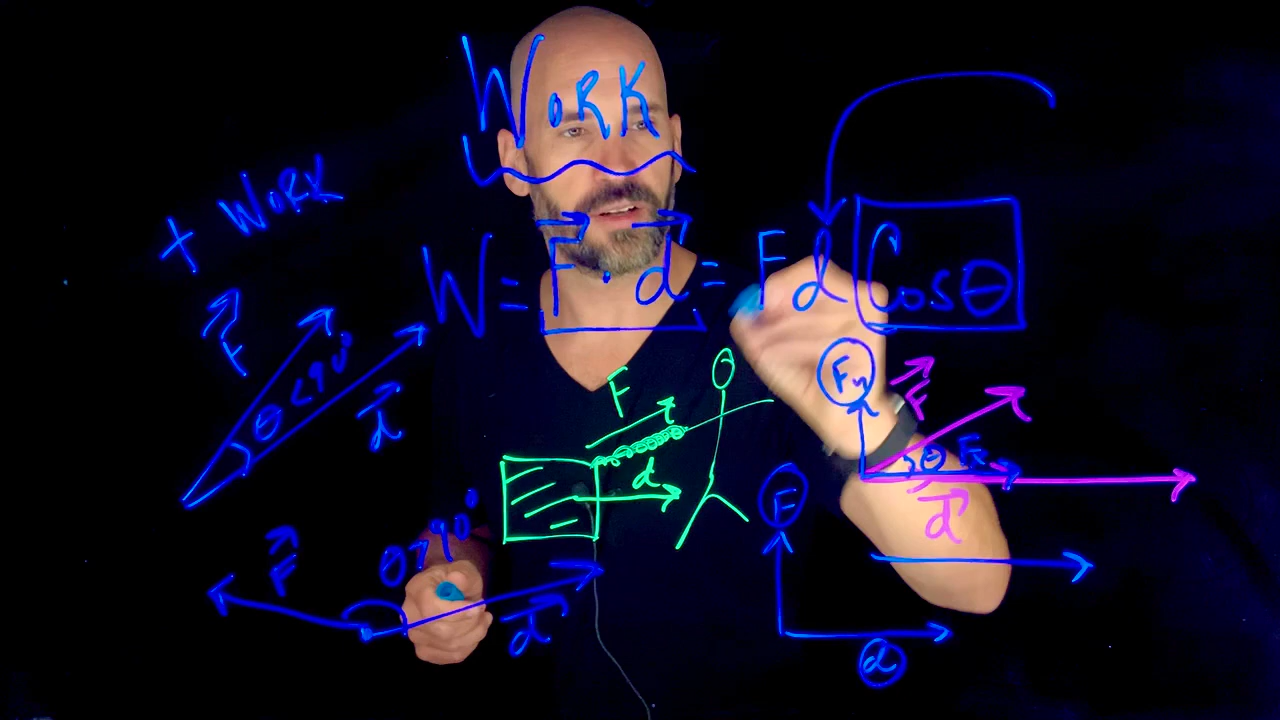 Work
+ Work
W = F⃗ · d⃗ = Fd Cosθ
F⃗
θ < 90°
d⃗
F
d
F⃗
θ > 90°
d⃗
Fy
F⃗
θ Fx
d⃗
F
d